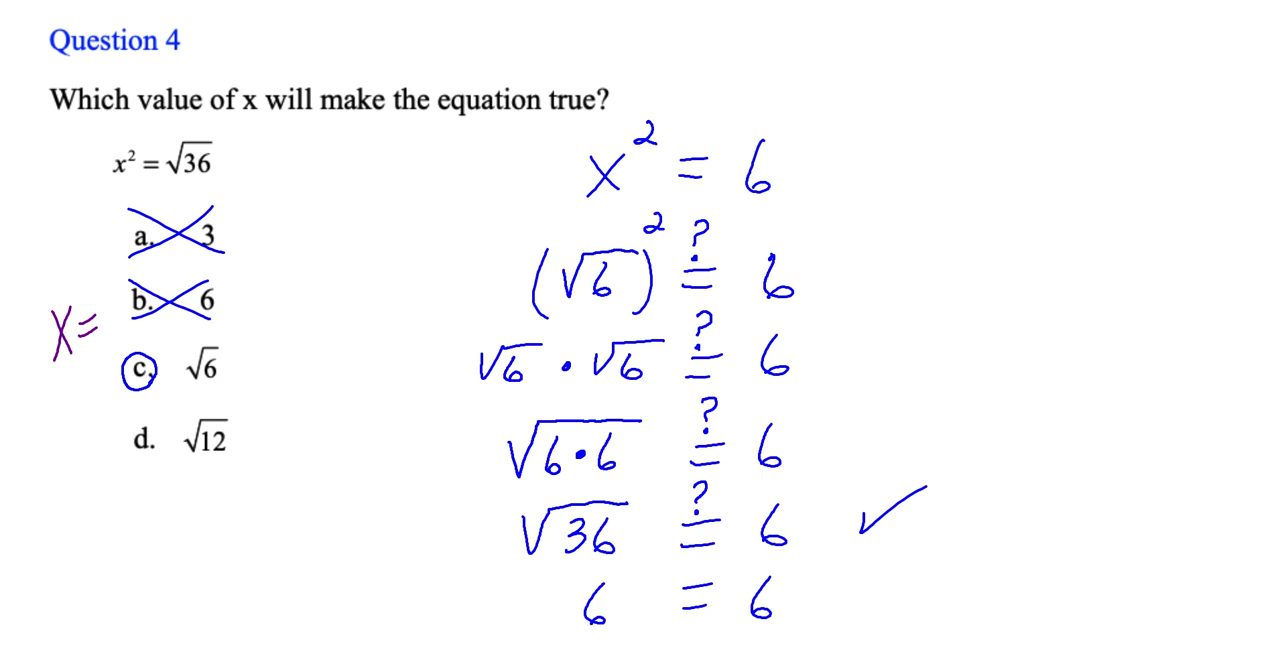 Question 4
Which value of x will make the equation true?
x² = √36
a. 3
b. 6
x=
c. √6
d. √12
x² = 6
(√6)² ≟ 6
√6 · √6 ≟ 6
√6·6 ≟ 6
√36 ≟ 6 ✓
6 = 6